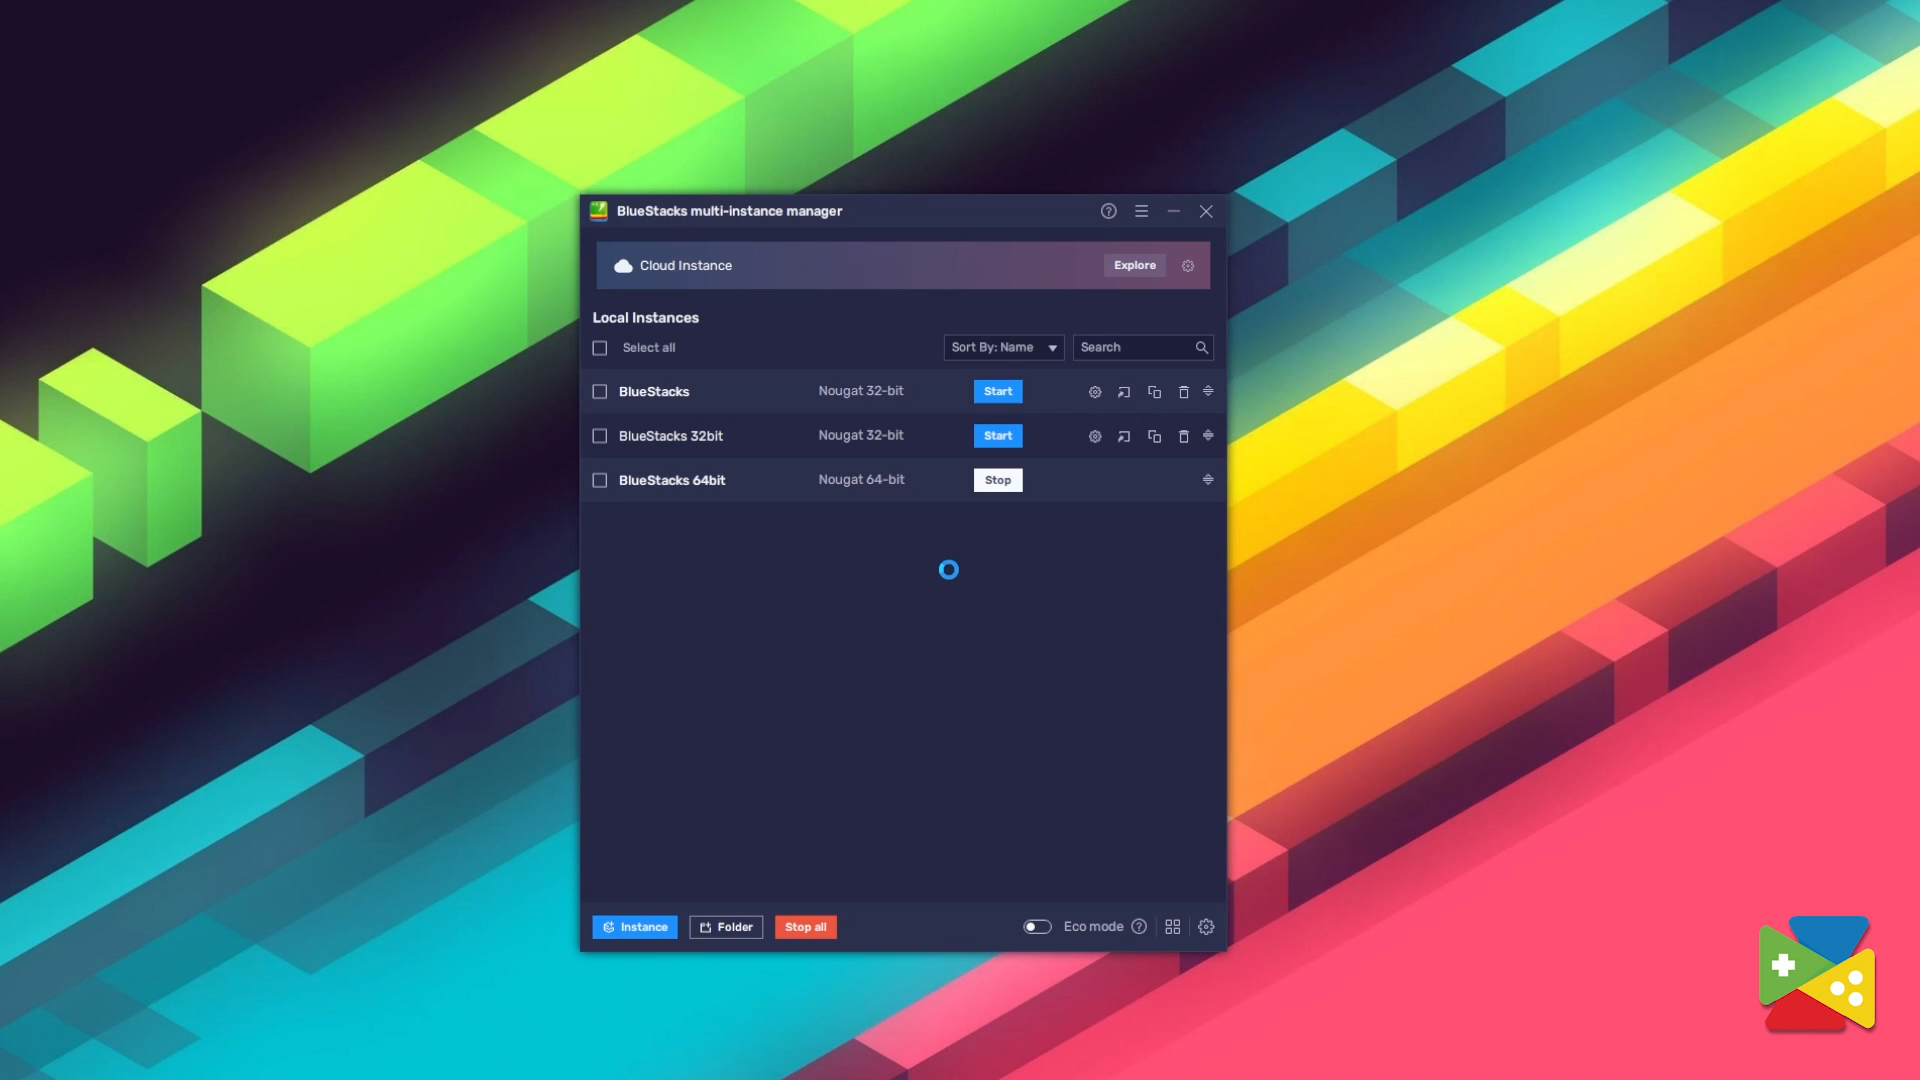 BlueStacks multi-instance manager
Cloud Instance Explore
Local Instances
Select all Sort By: Name Search
BlueStacks Nougat 32-bit Start
BlueStacks 32bit Nougat 32-bit Start
BlueStacks 64bit Nougat 64-bit Stop
Instance Folder Stop all Eco mode